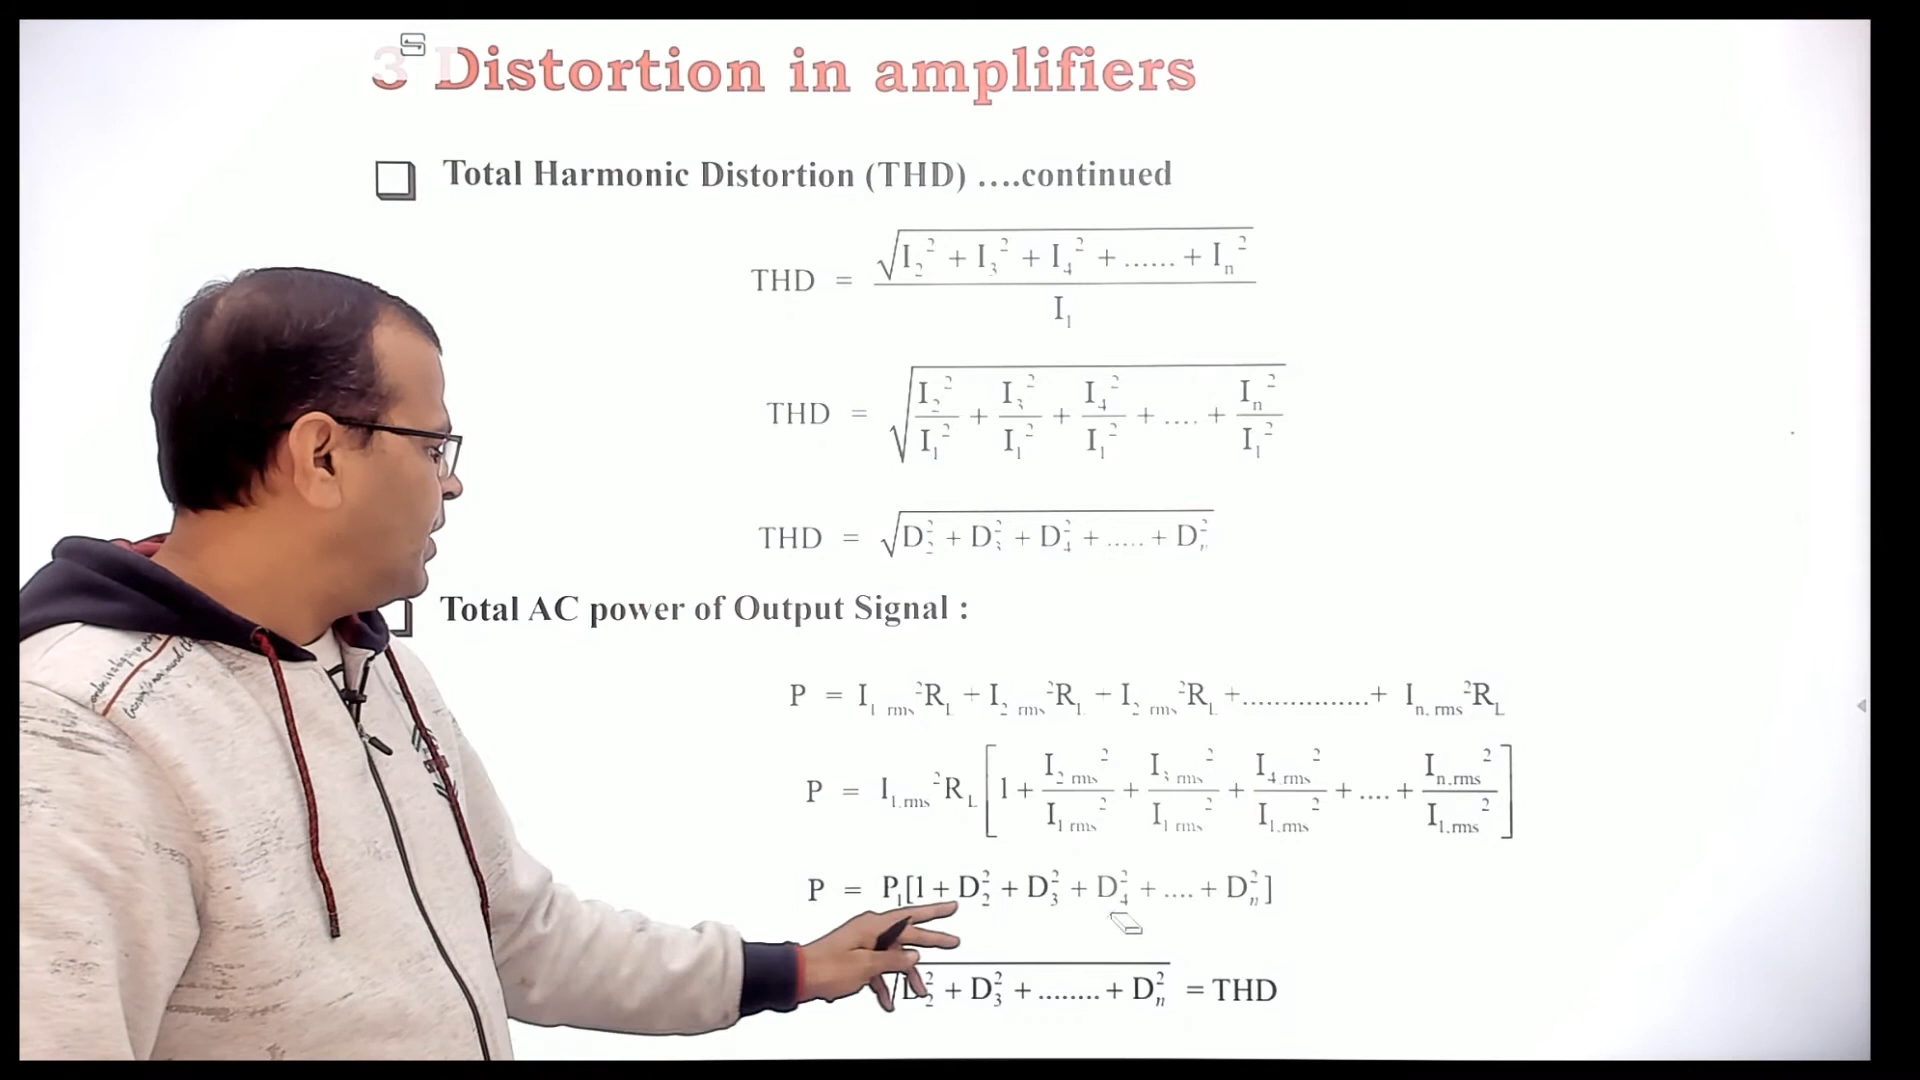 3 Distortion in amplifiers
Total Harmonic Distortion (THD) ....continued
THD = √(I₂² + I₃² + I₄² + ...... + Iₙ²) / I₁
THD = √(I₂²/I₁² + I₃²/I₁² + I₄²/I₁² + .... + Iₙ²/I₁²)
THD = √(D₂² + D₃² + D₄² + ..... + Dₙ²)
Total AC power of Output Signal :
P = I₁ rms²R_L + I₂ rms²R_L + I₂ rms²R_L +................+ Iₙ. rms²R_L
P = I₁.rms²R_L [1 + I₂ rms²/I₁ rms² + I₃ rms²/I₁ rms² + I₄.rms²/I₁.rms² + .... + Iₙ.rms²/I₁.rms²]
P = P₁[1 + D₂² + D₃² + D₄² + .... + Dₙ²]
√(D₂² + D₃² + ........ + Dₙ²) = THD